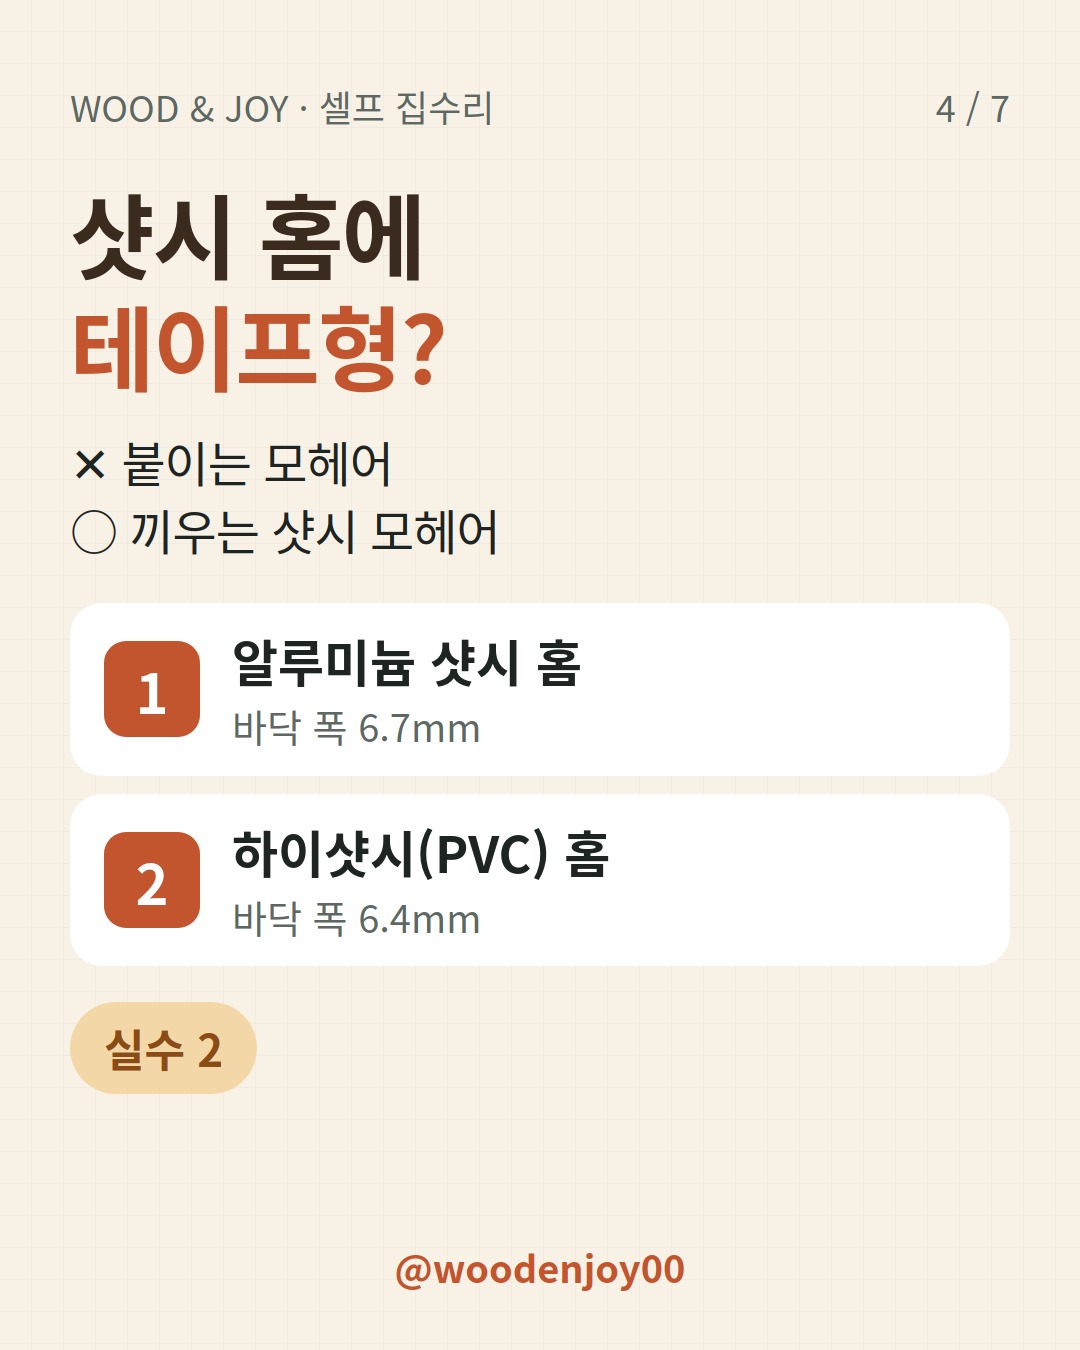 WOOD & JOY · 셀프 집수리
4 / 7
샷시 홈에
테이프형?
✕ 붙이는 모헤어
◯ 끼우는 샷시 모헤어
1
알루미늄 샷시 홈
바닥 폭 6.7mm
2
하이샷시(PVC) 홈
바닥 폭 6.4mm
실수 2
@woodenjoy00